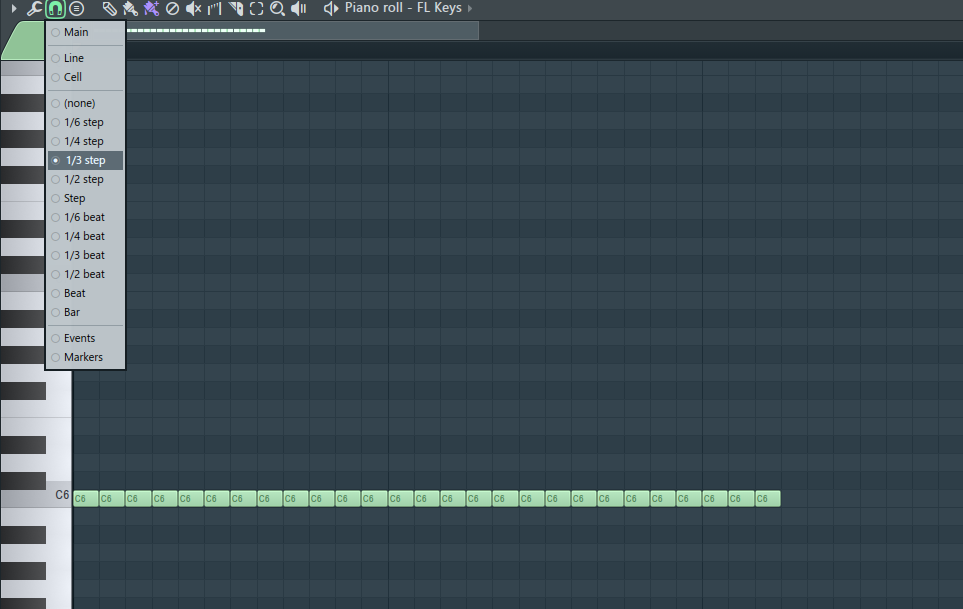 Piano roll - FL Keys
Main
Line
Cell
(none)
1/6 step
1/4 step
1/3 step
1/2 step
Step
1/6 beat
1/4 beat
1/3 beat
1/2 beat
Beat
Bar
Events
Markers
C6 C6 C6 C6 C6 C6 C6 C6 C6 C6 C6 C6 C6 C6 C6 C6 C6 C6 C6 C6 C6 C6 C6 C6 C6 C6 C6 C6